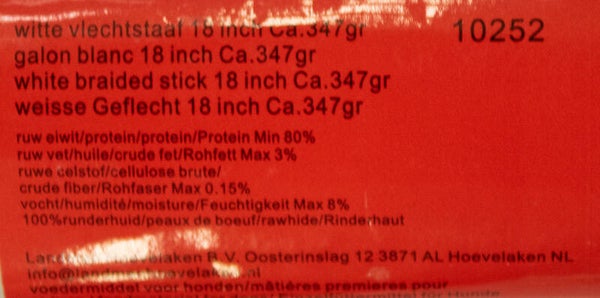 witte vlechtstaaf 18 inch Ca.347gr
10252
galon blanc 18 inch Ca.347gr
white braided stick 18 inch Ca.347gr
weisse Geflecht 18 inch Ca.347gr
ruw eiwit/protein/protein/Protein Min 80%
ruw vet/huile/crude fet/Rohfett Max 3%
ruwe celstof/cellulose brute/
crude fiber/Rohfaser Max 0.15%
vocht/humidité/moisture/Feuchtigkeit Max 8%
100%runderhuid/peaux de boeuf/rawhide/Rinderhaut
B.V. Oosterinslag 12 3871 AL Hoevelaken NL
voedermiddel voor honden/mâtières premieres pour